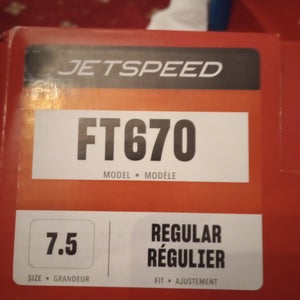 JETSPEED
FT670
MODEL • MODÈLE
7.5
SIZE • GRANDEUR
REGULAR
RÉGULIER
FIT • AJUSTEMENT